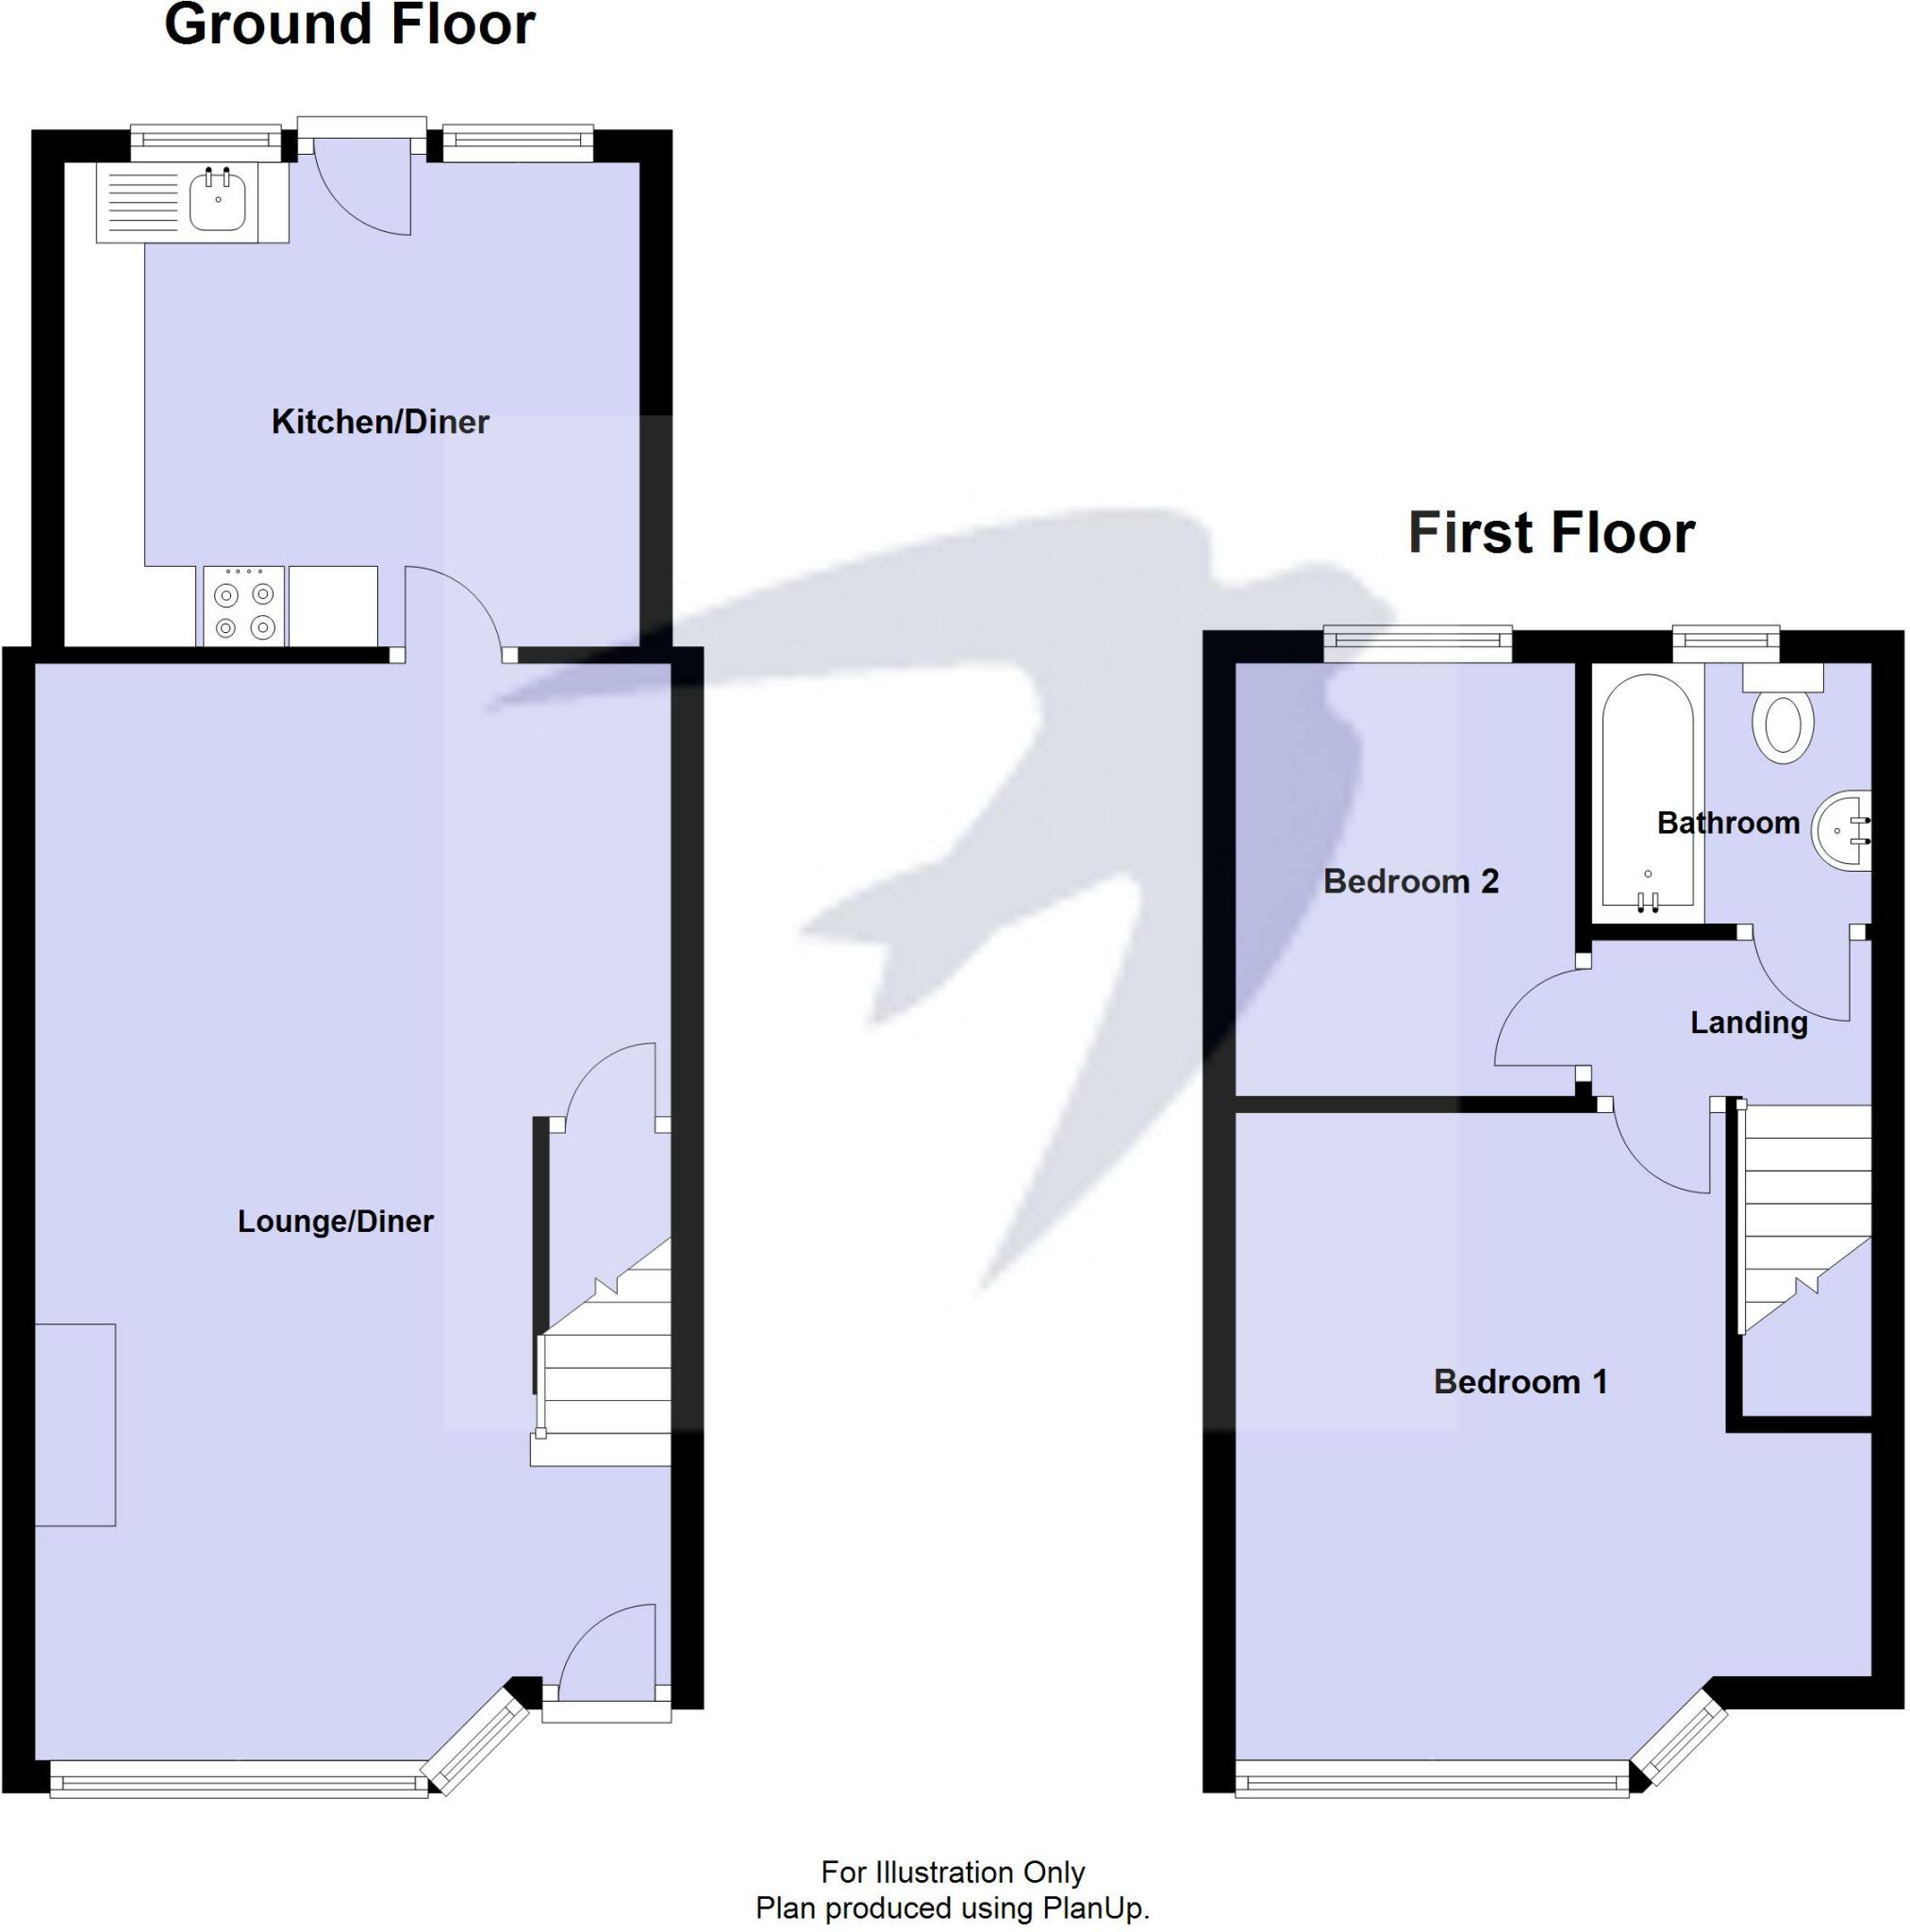 Ground Floor
Kitchen/Diner
Lounge/Diner
First Floor
Bathroom
Bedroom 2
Landing
Bedroom 1
For Illustration Only
Plan produced using PlanUp.